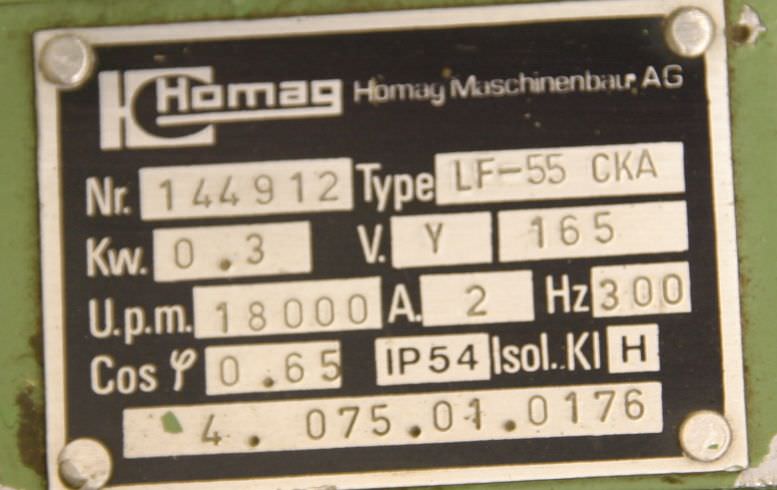 Homag Homag Maschinenbau AG
Nr. 144912 Type LF-55 CKA
Kw. 0.3 V. Y 165
U.p.m. 18000 A. 2 Hz 300
Cos φ 0.65 IP54 Isol.Kl H
4. 075.01.0176